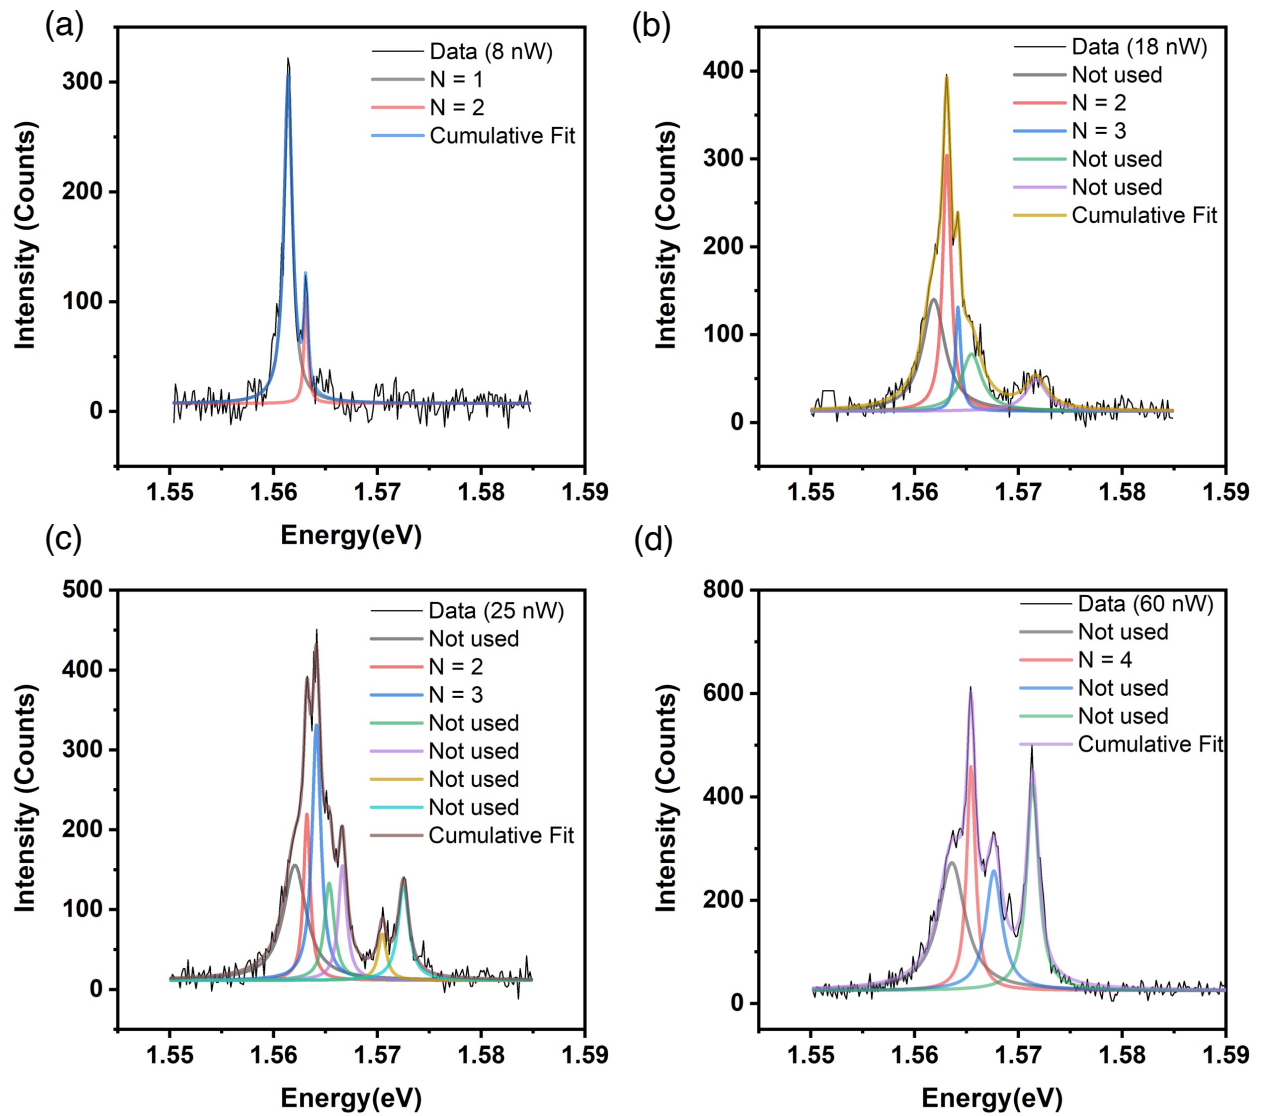 (a)
Intensity (Counts)
300
200
100
0
Data (8 nW)
N = 1
N = 2
Cumulative Fit
1.55 1.56 1.57 1.58 1.59
Energy(eV)
(b)
Intensity (Counts)
400
300
200
100
0
Data (18 nW)
Not used
N = 2
N = 3
Not used
Not used
Cumulative Fit
1.55 1.56 1.57 1.58 1.59
(c)
Intensity (Counts)
500
400
300
200
100
0
Data (25 nW)
Not used
N = 2
N = 3
Not used
Not used
Not used
Not used
Cumulative Fit
1.55 1.56 1.57 1.58 1.59
Energy(eV)
(d)
Intensity (Counts)
800
600
400
200
0
Data (60 nW)
Not used
N = 4
Not used
Not used
Cumulative Fit
1.55 1.56 1.57 1.58 1.59
Energy(eV)